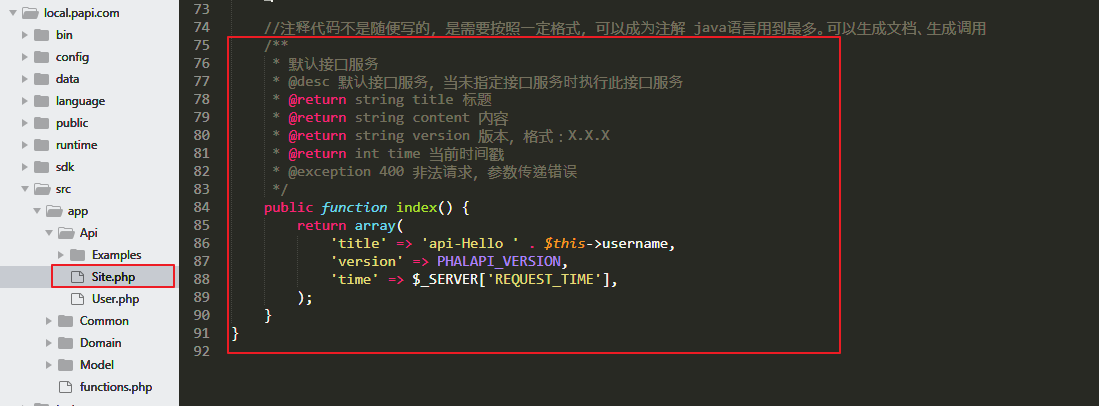 local.papi.com
bin
config
data
language
public
runtime
sdk
src
app
Api
Examples
Site.php
User.php
Common
Domain
Model
functions.php
73
74 //注释代码不是随便写的，是需要按照一定格式，可以成为注解 java语言用到最多。可以生成文档、生成调用
75 /**
76 * 默认接口服务
77 * @desc 默认接口服务，当未指定接口服务时执行此接口服务
78 * @return string title 标题
79 * @return string content 内容
80 * @return string version 版本，格式：X.X.X
81 * @return int time 当前时间戳
82 * @exception 400 非法请求，参数传递错误
83 */
84 public function index() {
85 return array(
86 'title' => 'api-Hello ' . $this->username,
87 'version' => PHALAPI_VERSION,
88 'time' => $_SERVER['REQUEST_TIME'],
89 );
90 }
91 }
92